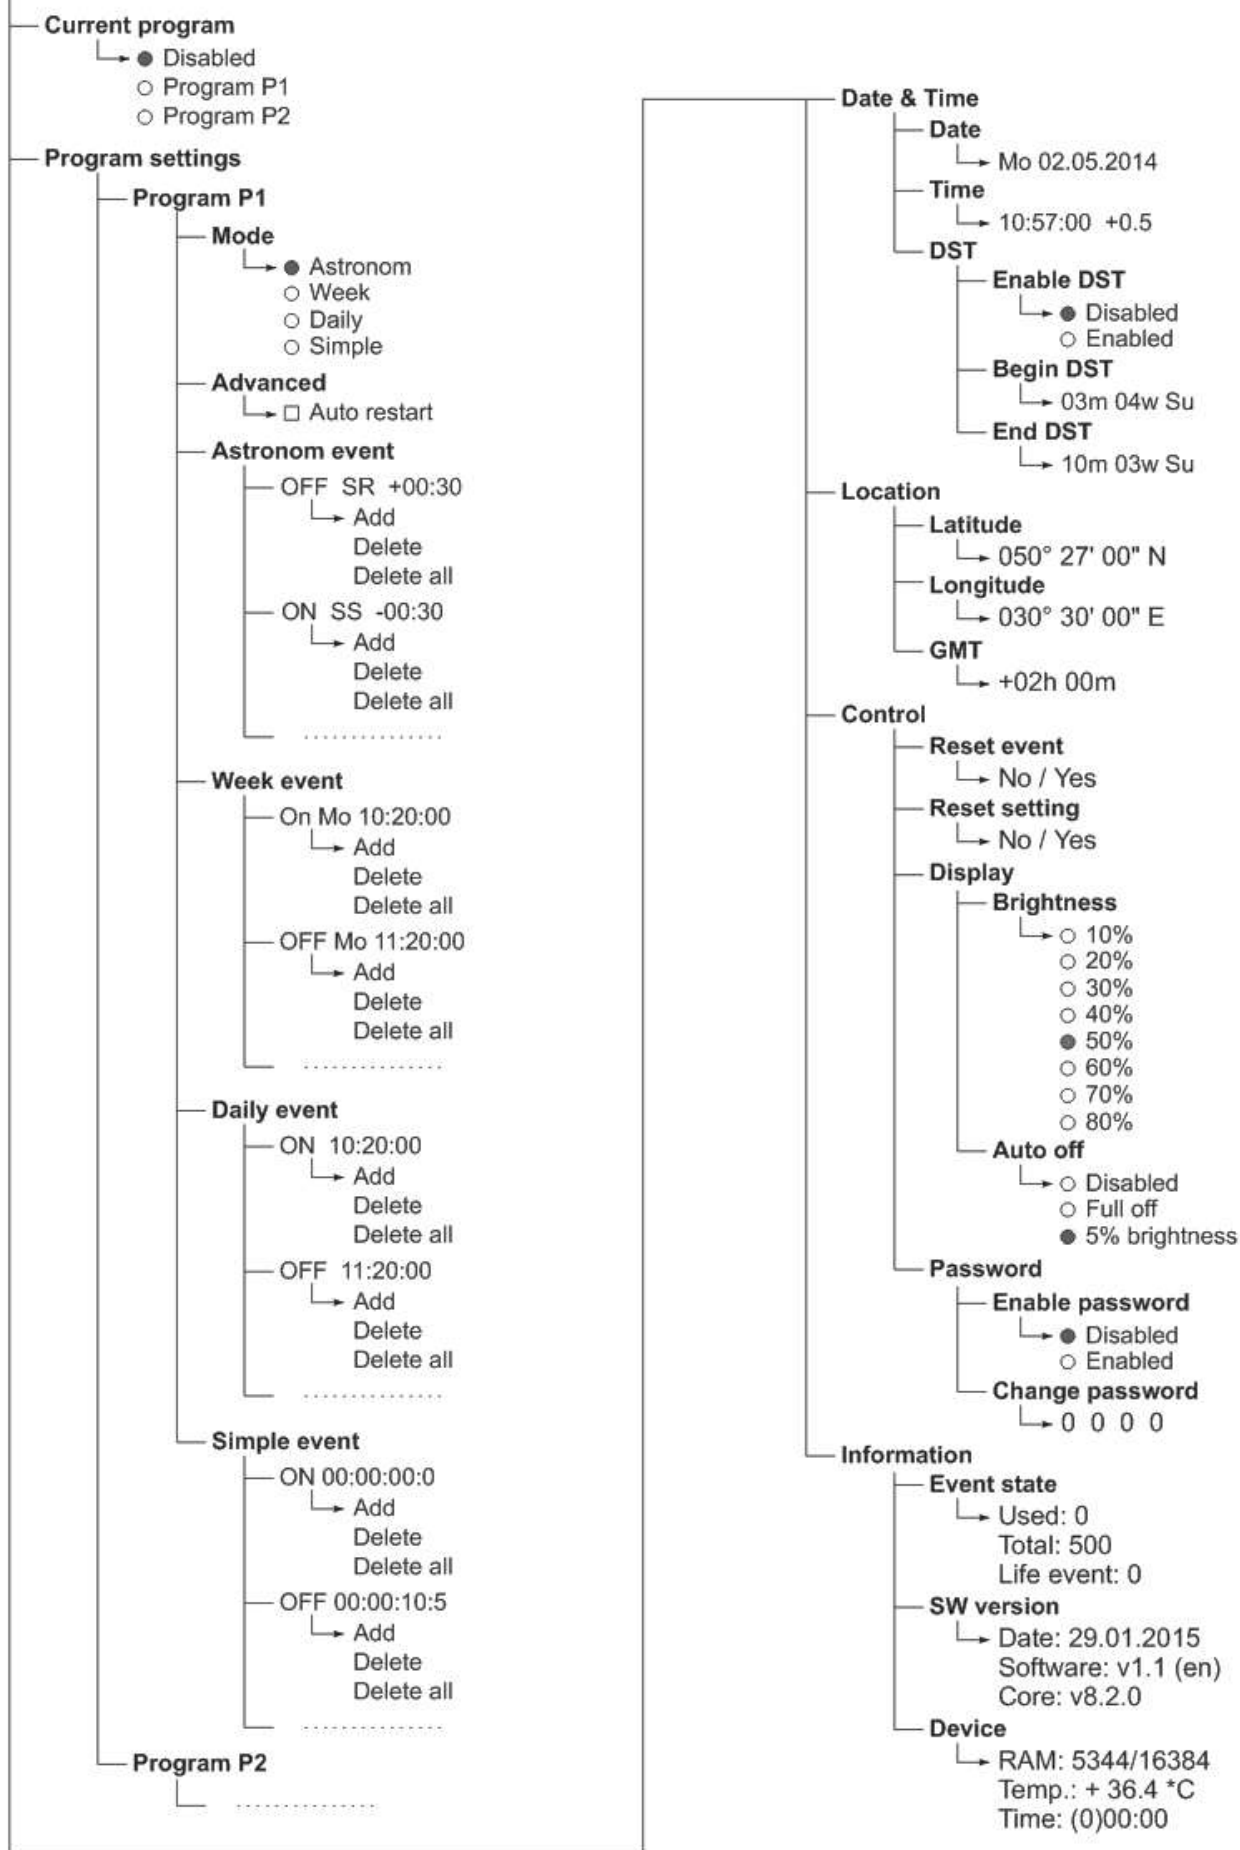 Current program
Disabled
Program P1
Program P2
Program settings
Program P1
Mode
Astronom
Week
Daily
Simple
Advanced
Auto restart
Astronom event
OFF SR +00:30
Add
Delete
Delete all
ON SS -00:30
Add
Delete
Delete all
Week event
On Mo 10:20:00
Add
Delete
Delete all
OFF Mo 11:20:00
Add
Delete
Delete all
Daily event
ON 10:20:00
Add
Delete
Delete all
OFF 11:20:00
Add
Delete
Delete all
Simple event
ON 00:00:00:0
Add
Delete
Delete all
OFF 00:00:10:5
Add
Delete
Delete all
Program P2
Date & Time
Date
Mo 02.05.2014
Time
10:57:00 +0.5
DST
Enable DST
Disabled
Enabled
Begin DST
03m 04w Su
End DST
10m 03w Su
Location
Latitude
050° 27' 00" N
Longitude
030° 30' 00" E
GMT
+02h 00m
Control
Reset event
No / Yes
Reset setting
No / Yes
Display
Brightness
10%
20%
30%
40%
50%
60%
70%
80%
Auto off
Disabled
Full off
5% brightness
Password
Enable password
Disabled
Enabled
Change password
0 0 0 0
Information
Event state
Used: 0
Total: 500
Life event: 0
SW version
Date: 29.01.2015
Software: v1.1 (en)
Core: v8.2.0
Device
RAM: 5344/16384
Temp.: + 36.4 *C
Time: (0)00:00